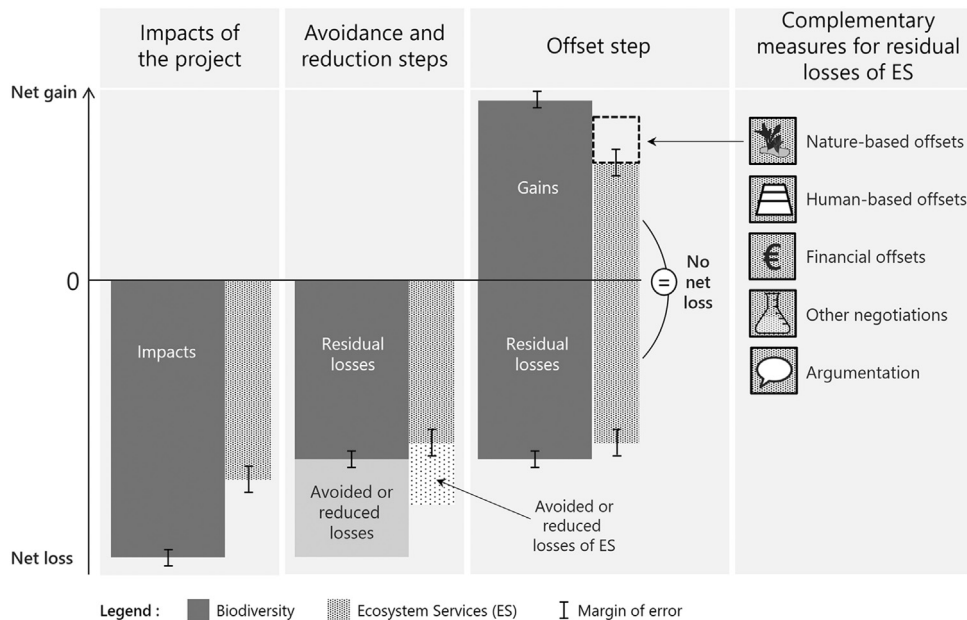 Impacts of
the project
Avoidance and
reduction steps
Offset step
Complementary
measures for residual
losses of ES
Net gain
0
Net loss
Impacts
Residual
losses
Avoided or
reduced
losses
Avoided or
reduced
losses of ES
Gains
Residual
losses
=
No
net
loss
Nature-based offsets
Human-based offsets
€
Financial offsets
Other negotiations
Argumentation
Legend :
Biodiversity
Ecosystem Services (ES)
Margin of error